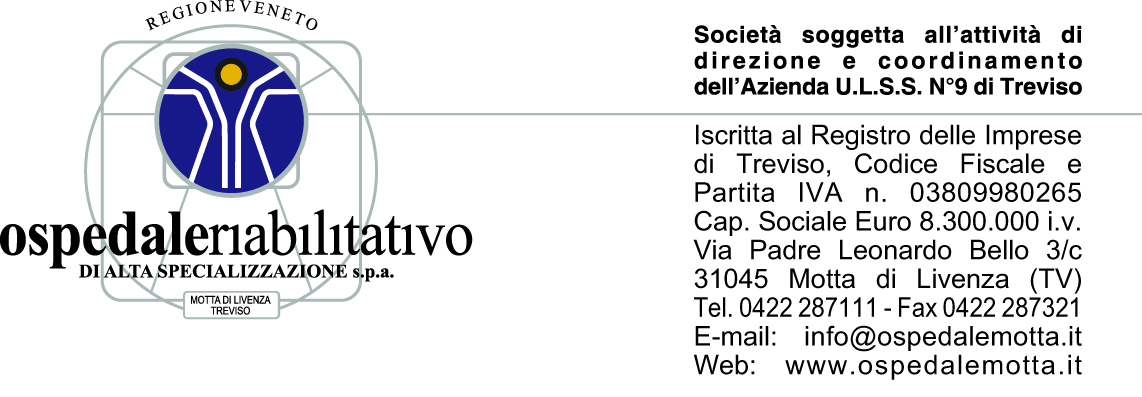 REGIONEVENETO
ospedaleriabilitativo
DI ALTA SPECIALIZZAZIONE s.p.a.
MOTTA DI LIVENZA
TREVISO
Società soggetta all'attività di
direzione e coordinamento
dell'Azienda U.L.S.S. N°9 di Treviso
Iscritta al Registro delle Imprese
di Treviso, Codice Fiscale e
Partita IVA n. 03809980265
Cap. Sociale Euro 8.300.000 i.v.
Via Padre Leonardo Bello 3/c
31045 Motta di Livenza (TV)
Tel. 0422 287111 - Fax 0422 287321
E-mail: info@ospedalemotta.it
Web: www.ospedalemotta.it